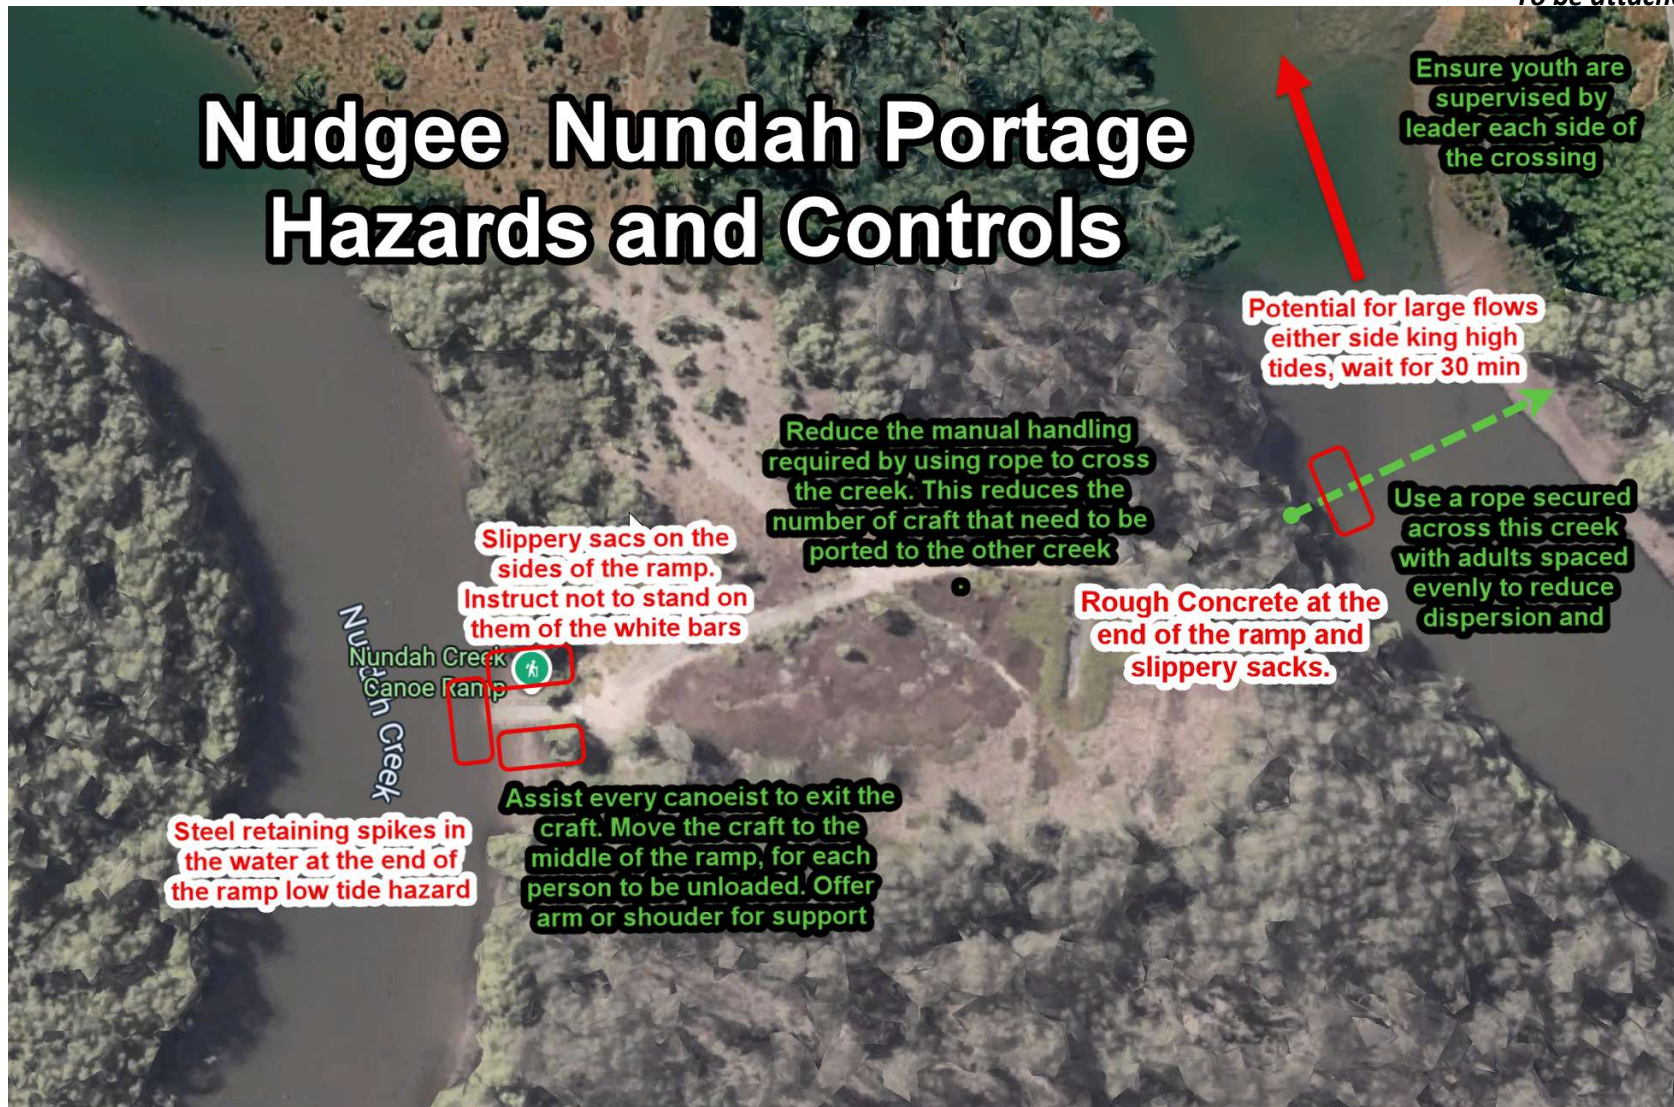 To be attache
Nudgee Nundah Portage
Hazards and Controls
Ensure youth are
supervised by
leader each side of
the crossing
Potential for large flows
either side king high
tides, wait for 30 min
Reduce the manual handling
required by using rope to cross
the creek. This reduces the
number of craft that need to be
ported to the other creek
Use a rope secured
across this creek
with adults spaced
evenly to reduce
dispersion and
Slippery sacs on the
sides of the ramp.
Instruct not to stand on
them of the white bars
Rough Concrete at the
end of the ramp and
slippery sacks.
Nundah Creek
Canoe Ramp
Nundah Creek
Steel retaining spikes in
the water at the end of
the ramp low tide hazard
Assist every canoeist to exit the
craft. Move the craft to the
middle of the ramp, for each
person to be unloaded. Offer
arm or shouder for support